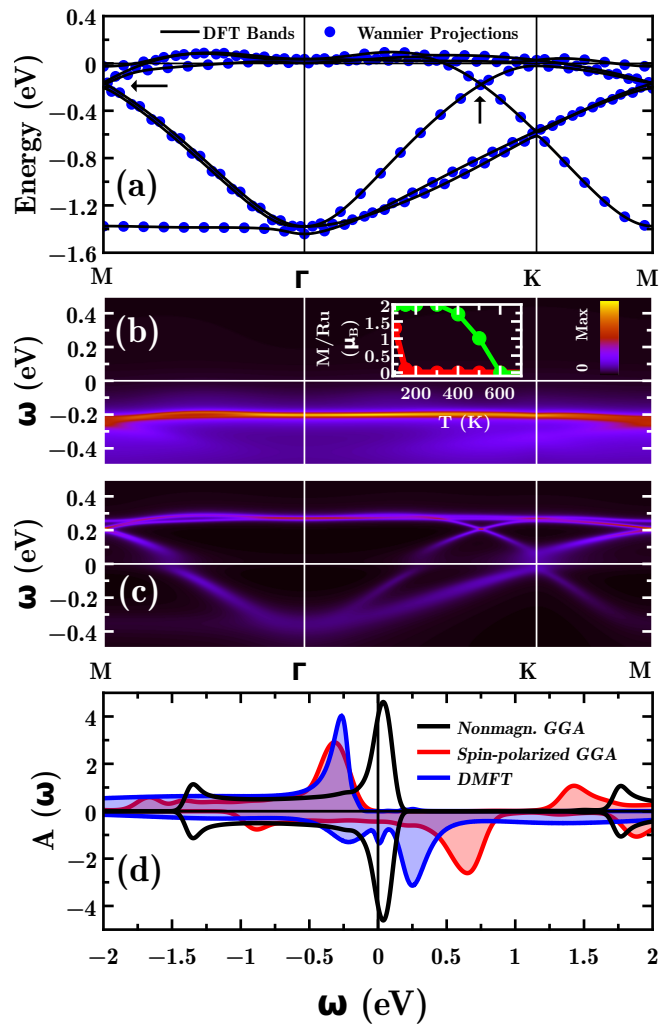 DFT Bands Wannier Projections
0.4
0
−0.4
−0.8
−1.2
−1.6
Energy (eV)
(a)
M Γ K M
(b)
0.4
0.2
0
−0.2
−0.4
ω (eV)
M/Ru
(μB)
2
1.5
1
0.5
0
200 400 600
T (K)
0 Max
(c)
0.4
0.2
0
−0.2
−0.4
ω (eV)
M Γ K M
4
2
0
−2
−4
A (ω)
Nonmagn. GGA
Spin-polarized GGA
DMFT
(d)
−2 −1.5 −1 −0.5 0 0.5 1 1.5 2
ω (eV)